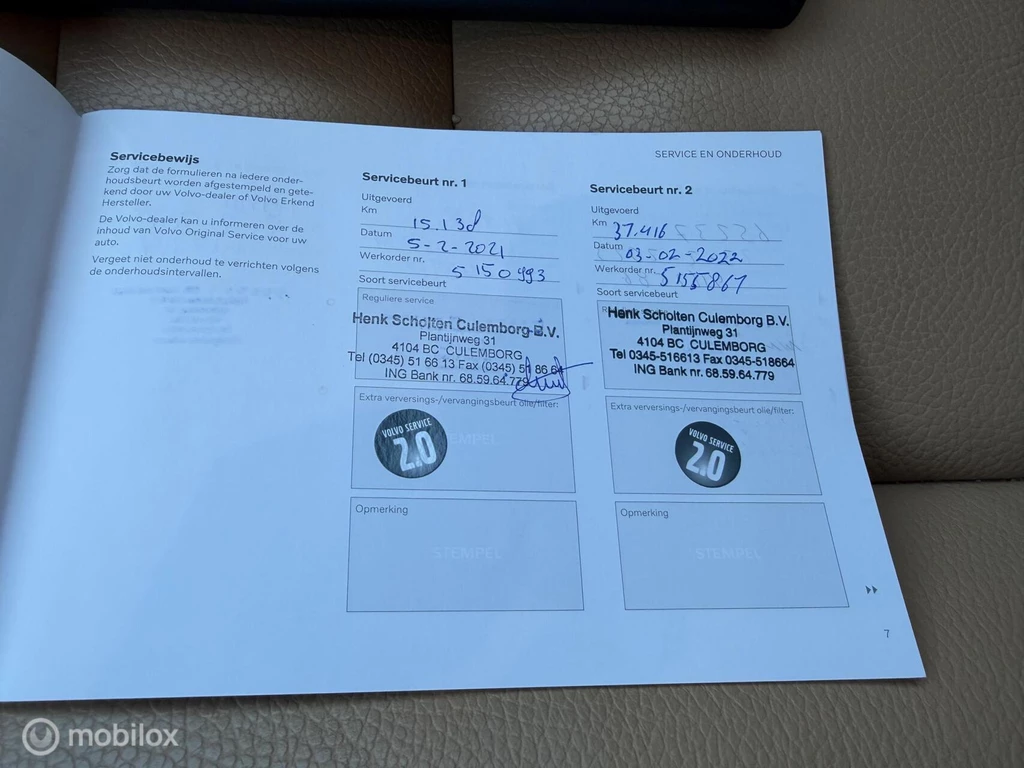 SERVICE EN ONDERHOUD
Servicebewijs
Zorg dat de formulieren na iedere onder-
houdsbeurt worden afgestempeld en gete-
kend door uw Volvo-dealer of Volvo Erkend
Hersteller.
De Volvo-dealer kan u informeren over de
inhoud van Volvo Original Service voor uw
auto.
Vergeet niet onderhoud te verrichten volgens
de onderhoudsintervallen.
Servicebeurt nr. 1
Uitgevoerd
Km
Datum 5-2-2021
Werkorder nr. 5150993
Soort servicebeurt
Reguliere service
Henk Scholten Culemborg B.V.
Plantijnweg 31
4104 BC CULEMBORG
Tel (0345) 51 66 13 Fax (0345) 51 86 64
ING Bank nr. 68.59.64.779
Extra verversings-/vervangingsbeurt olie/filter:
VOLVO SERVICE
2.0
STEMPEL
Opmerking
STEMPEL
Servicebeurt nr. 2
Uitgevoerd
Km 37.416
Datum 03-02-2022
Werkorder nr. 5155867
Soort servicebeurt
Henk Scholten Culemborg B.V.
Plantijnweg 31
4104 BC CULEMBORG
Tel 0345-516613 Fax 0345-518664
ING Bank nr. 68.59.64.779
Extra verversings-/vervangingsbeurt olie/filter:
VOLVO SERVICE
2.0
Opmerking
STEMPEL
7
mobilox